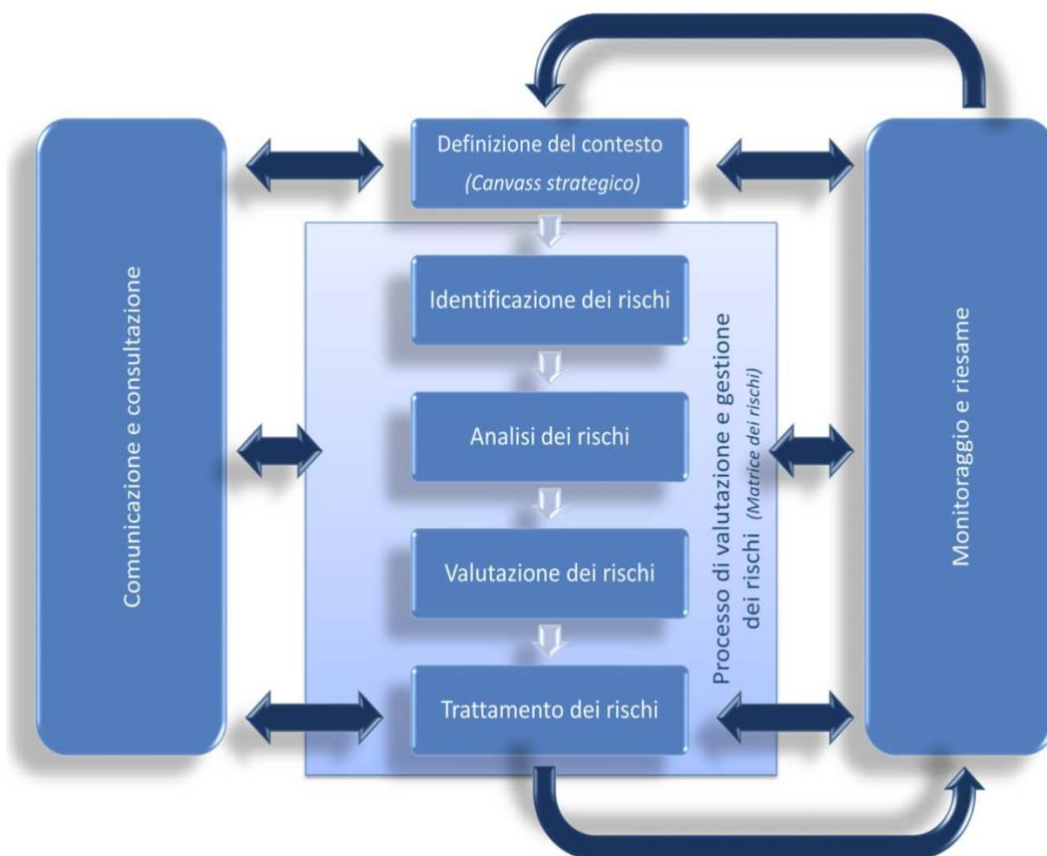 Comunicazione e consultazione
Definizione del contesto
(Canvass strategico)
Identificazione dei rischi
Analisi dei rischi
Valutazione dei rischi
Trattamento dei rischi
Processo di valutazione e gestione
dei rischi (Matrice dei rischi)
Monitoraggio e riesame